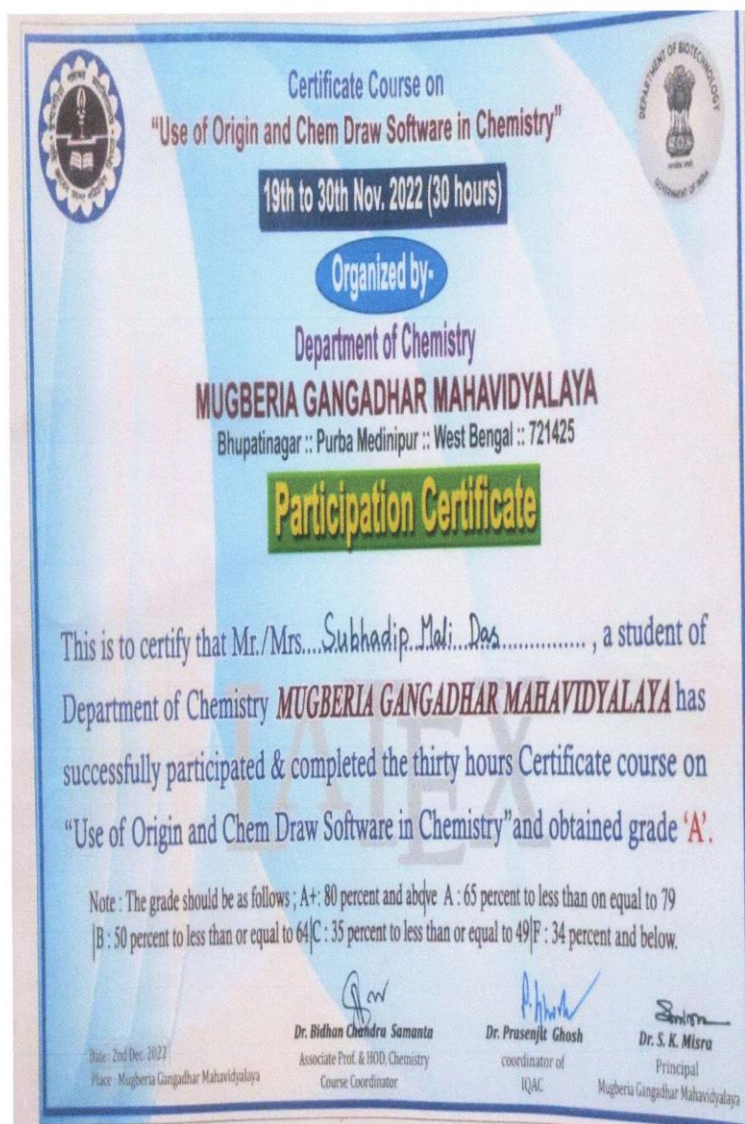 DEPARTMENT OF BIOTECHNOLOGY
GOVERNMENT OF INDIA
Certificate Course on
“Use of Origin and Chem Draw Software in Chemistry”
19th to 30th Nov. 2022 (30 hours)
Organized by-
Department of Chemistry
MUGBERIA GANGADHAR MAHAVIDYALAYA
Bhupatinagar :: Purba Medinipur :: West Bengal :: 721425
Participation Certificate
This is to certify that Mr./Mrs....Subhadip..Mali..Das..............., a student of
Department of Chemistry MUGBERIA GANGADHAR MAHAVIDYALAYA has
successfully participated & completed the thirty hours Certificate course on
“Use of Origin and Chem Draw Software in Chemistry”and obtained grade ‘A’.
LATEX
Note : The grade should be as follows ; A+: 80 percent and above A : 65 percent to less than on equal to 79
|B : 50 percent to less than or equal to 64|C : 35 percent to less than or equal to 49|F : 34 percent and below.
Dr. Bidhan Chandra Samanta
Associate Prof. & HOD, Chemistry
Course Coordinator
Dr. Prasenjit Ghosh
coordinator of
IQAC
Dr. S. K. Misra
Principal
Mugberia Gangadhar Mahavidyalaya
Date : 2nd Dec. 2022
Place : Mugberia Gangadhar Mahavidyalaya